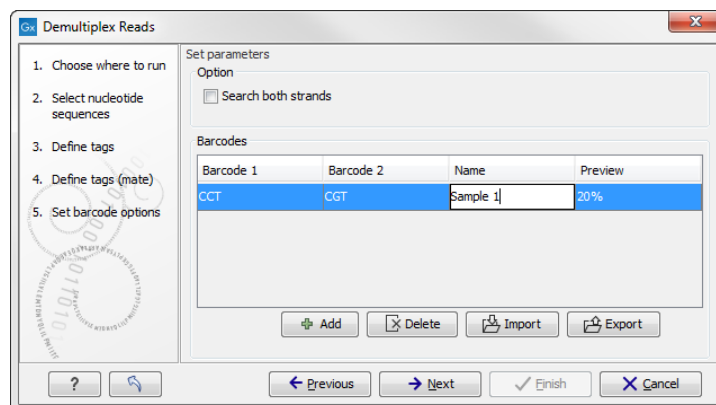 Gx Demultiplex Reads
1. Choose where to run
2. Select nucleotide
sequences
3. Define tags
4. Define tags (mate)
5. Set barcode options
Set parameters
Option
Search both strands
Barcodes
Barcode 1 Barcode 2 Name Preview
CCT CGT Sample 1 20%
Add Delete Import Export
? Previous Next Finish Cancel